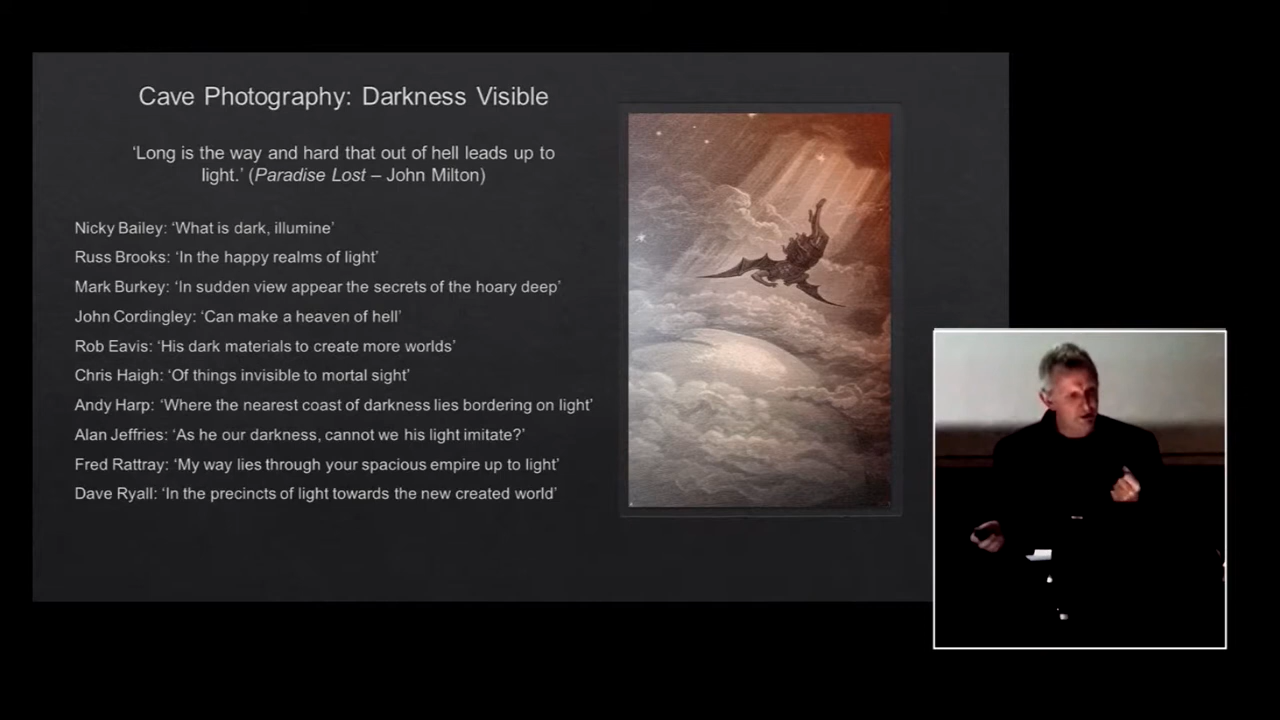 Cave Photography: Darkness Visible
‘Long is the way and hard that out of hell leads up to
light.’ (Paradise Lost – John Milton)
Nicky Bailey: ‘What is dark, illumine’
Russ Brooks: ‘In the happy realms of light’
Mark Burkey: ‘In sudden view appear the secrets of the hoary deep’
John Cordingley: ‘Can make a heaven of hell’
Rob Eavis: ‘His dark materials to create more worlds’
Chris Haigh: ‘Of things invisible to mortal sight’
Andy Harp: ‘Where the nearest coast of darkness lies bordering on light’
Alan Jeffries: ‘As he our darkness, cannot we his light imitate?’
Fred Rattray: ‘My way lies through your spacious empire up to light’
Dave Ryall: ‘In the precincts of light towards the new created world’